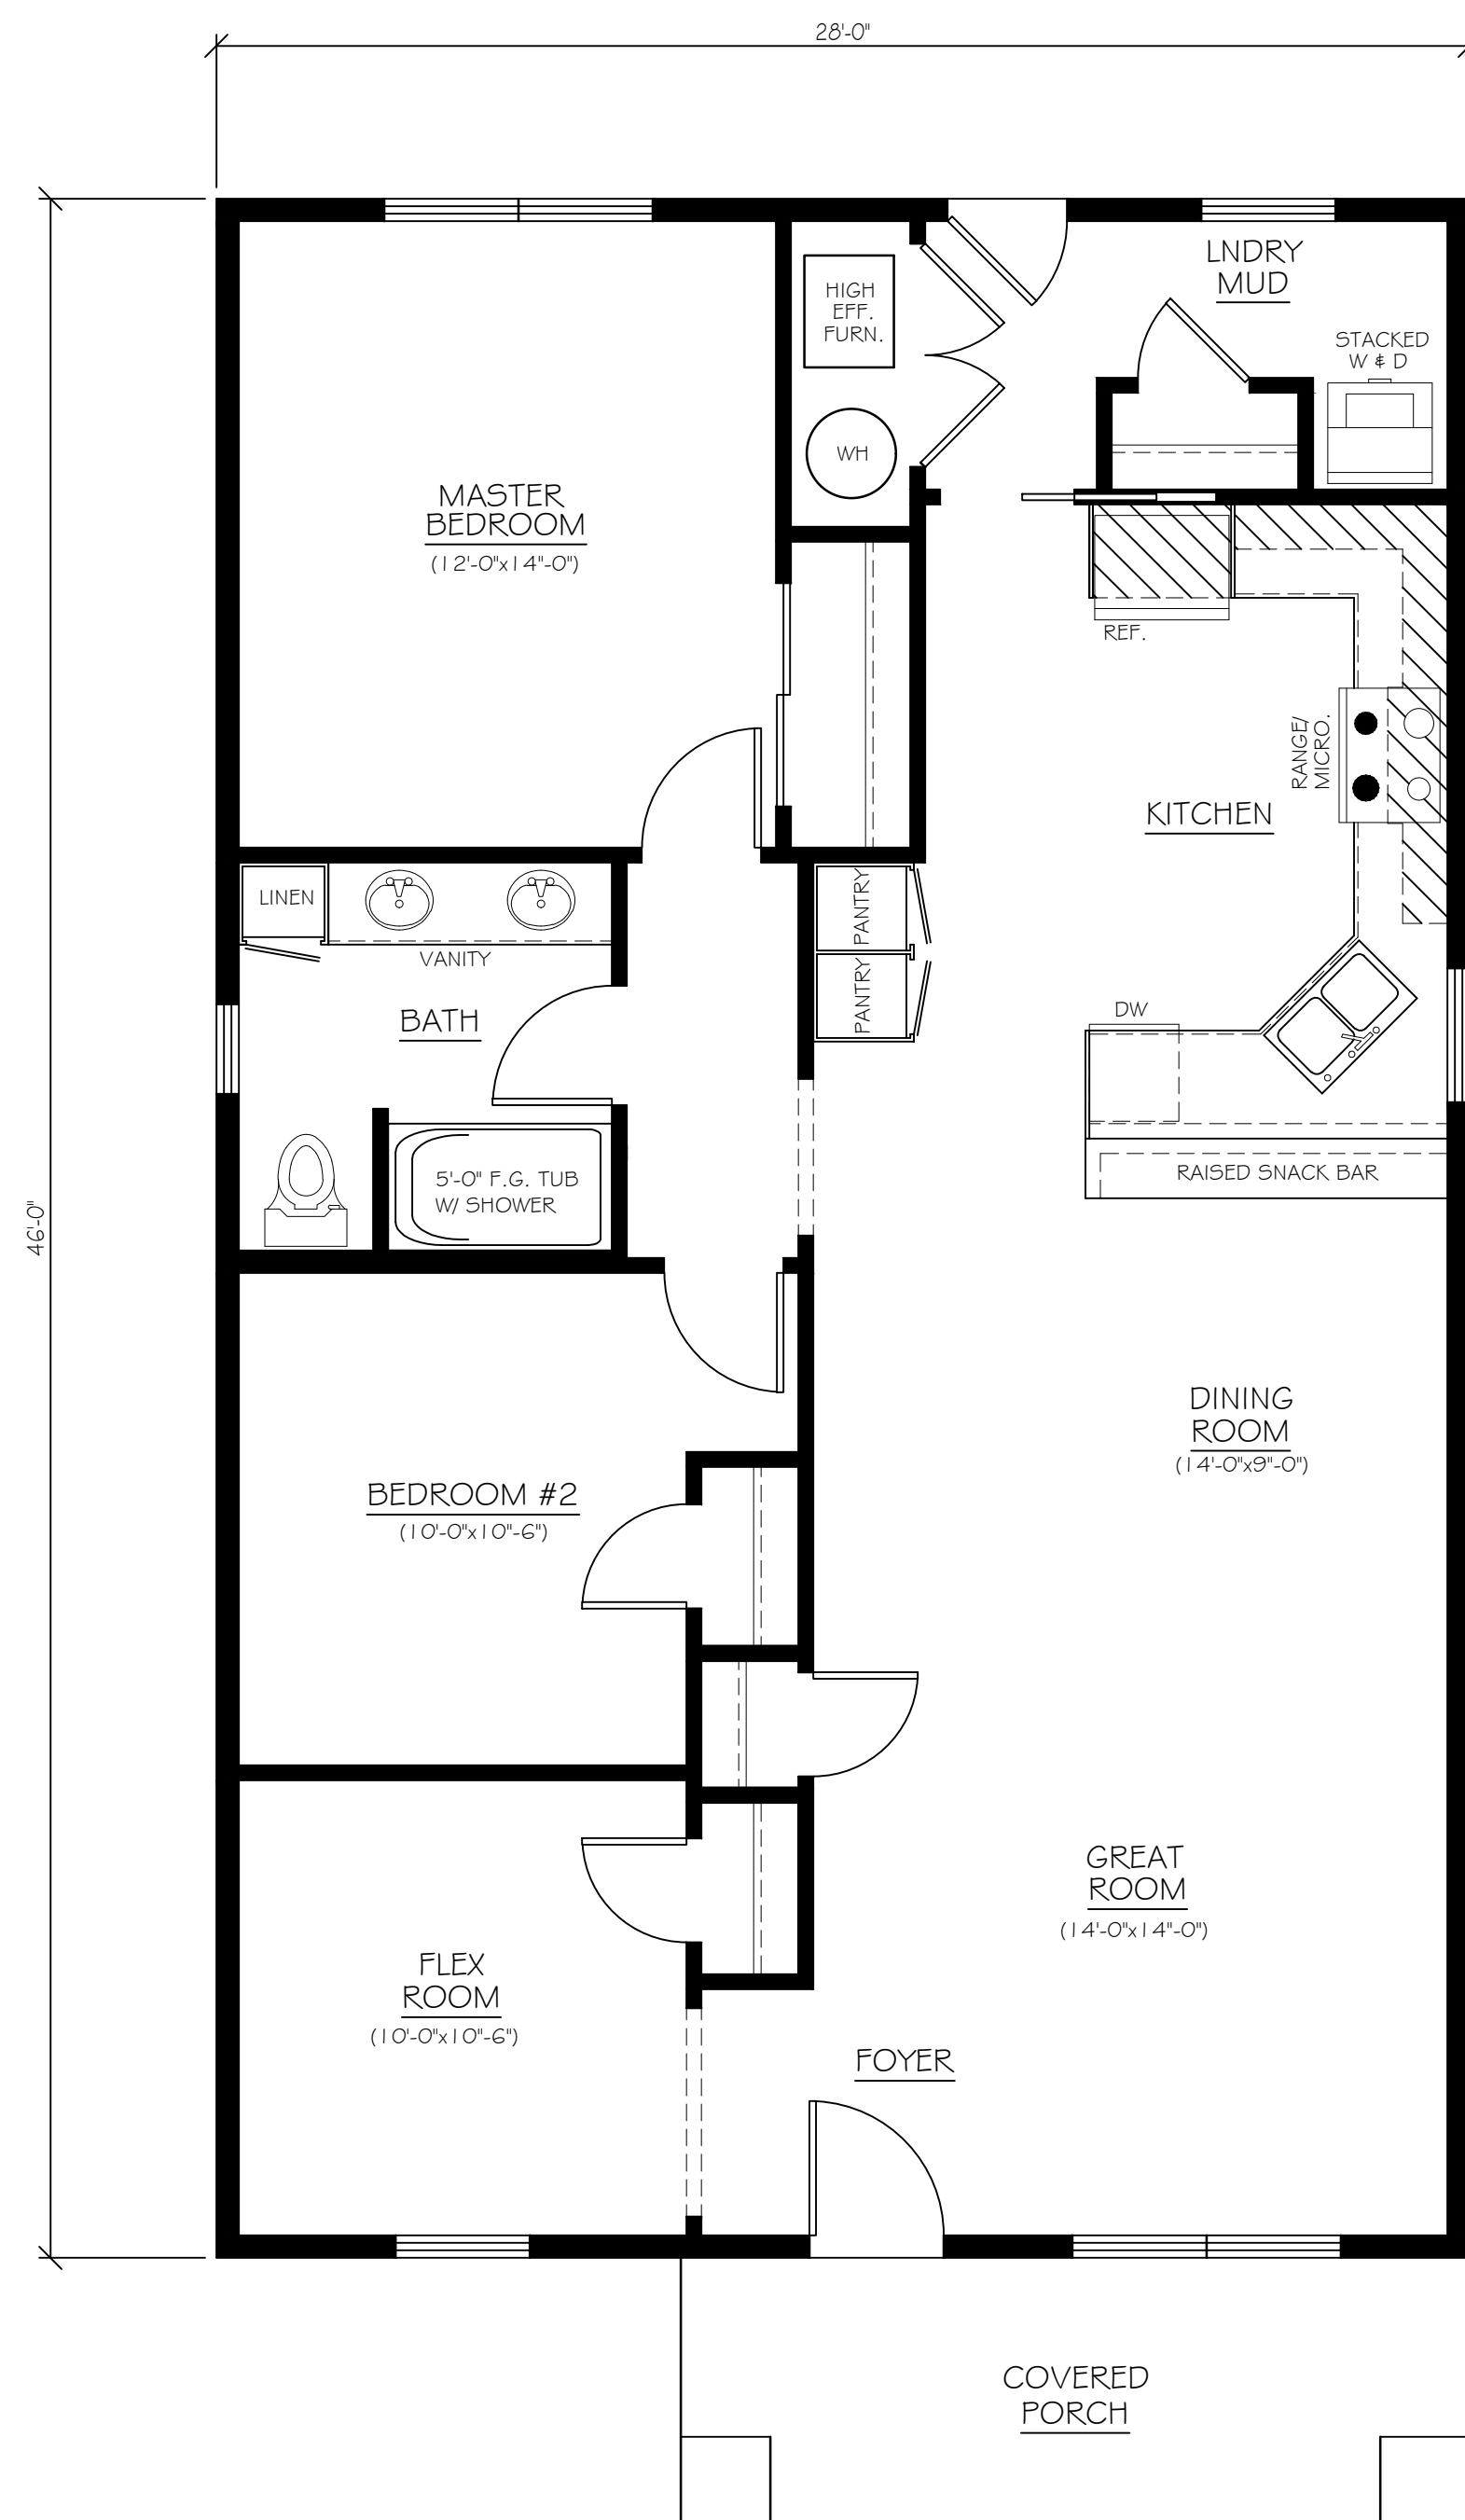 28'-0"
LNDRY
MUD
HIGH
EFF.
FURN.
STACKED
W & D
WH
MASTER
BEDROOM
(12'-0"x14"-0")
REF.
RANGE/
MICRO.
KITCHEN
LINEN
VANITY
PANTRY
PANTRY
BATH
DW
5'-0" F.G. TUB
W/ SHOWER
RAISED SNACK BAR
46'-0"
DINING
ROOM
(14'-0"x9"-0")
BEDROOM #2
(10'-0"x10"-6")
GREAT
ROOM
(14'-0"x14"-0")
FLEX
ROOM
(10'-0"x10"-6")
FOYER
COVERED
PORCH